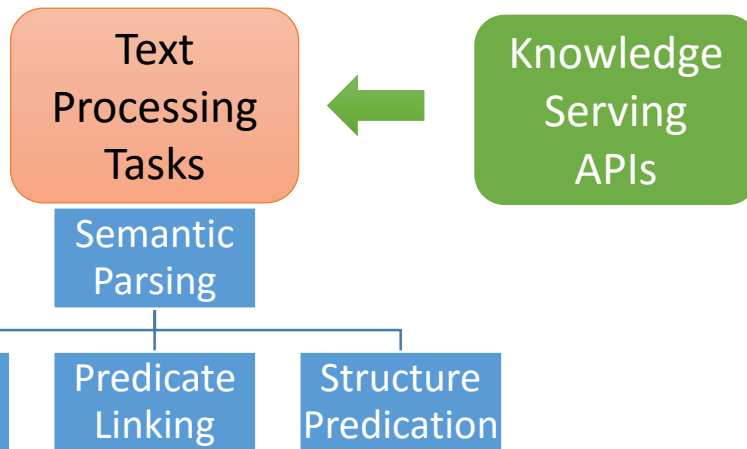 Text
Processing
Tasks
Knowledge
Serving
APIs
Semantic
Parsing
Predicate
Linking
Structure
Predication